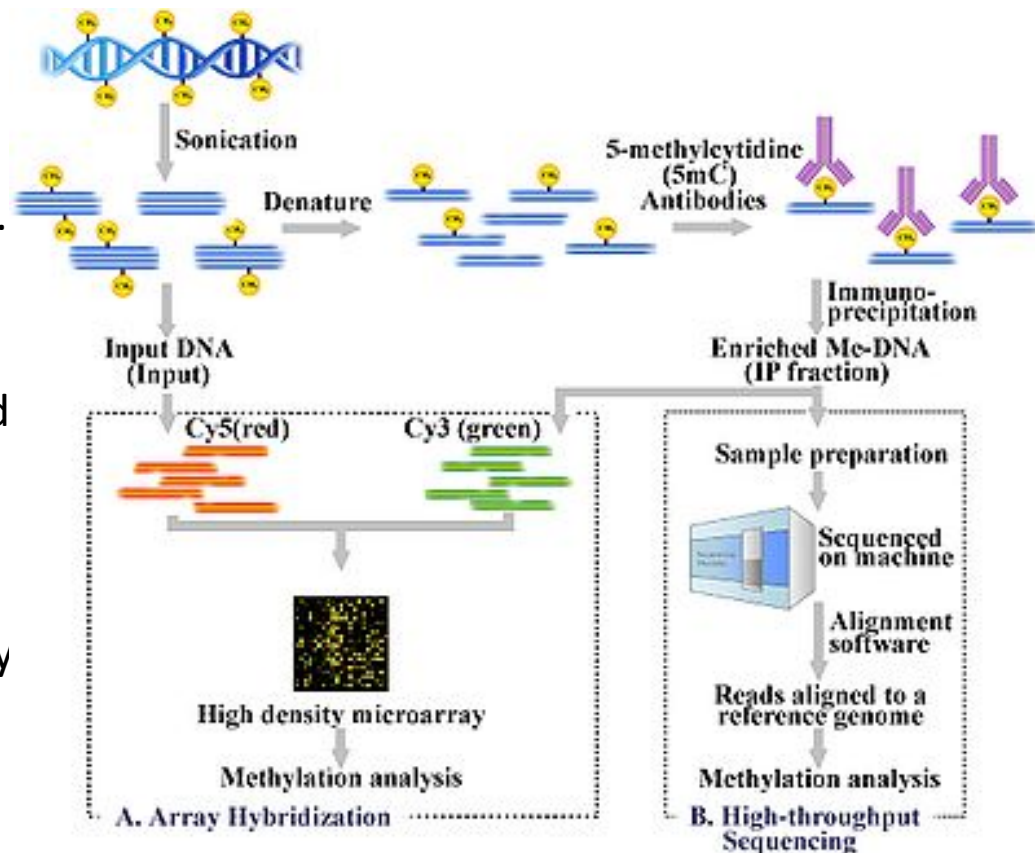 Sonication
Denature
5-methylcytidine
(5mC)
Antibodies
.
Immuno-
precipitation
Input DNA
(Input)
Enriched Me-DNA
(IP fraction)
d
Cy5(red)
Cy3 (green)
Sample preparation
Sequenced
on machine
Alignment
software
y
High density microarray
Reads aligned to a
reference genome
Methylation analysis
Methylation analysis
A. Array Hybridization
B. High-throughput
Sequencing